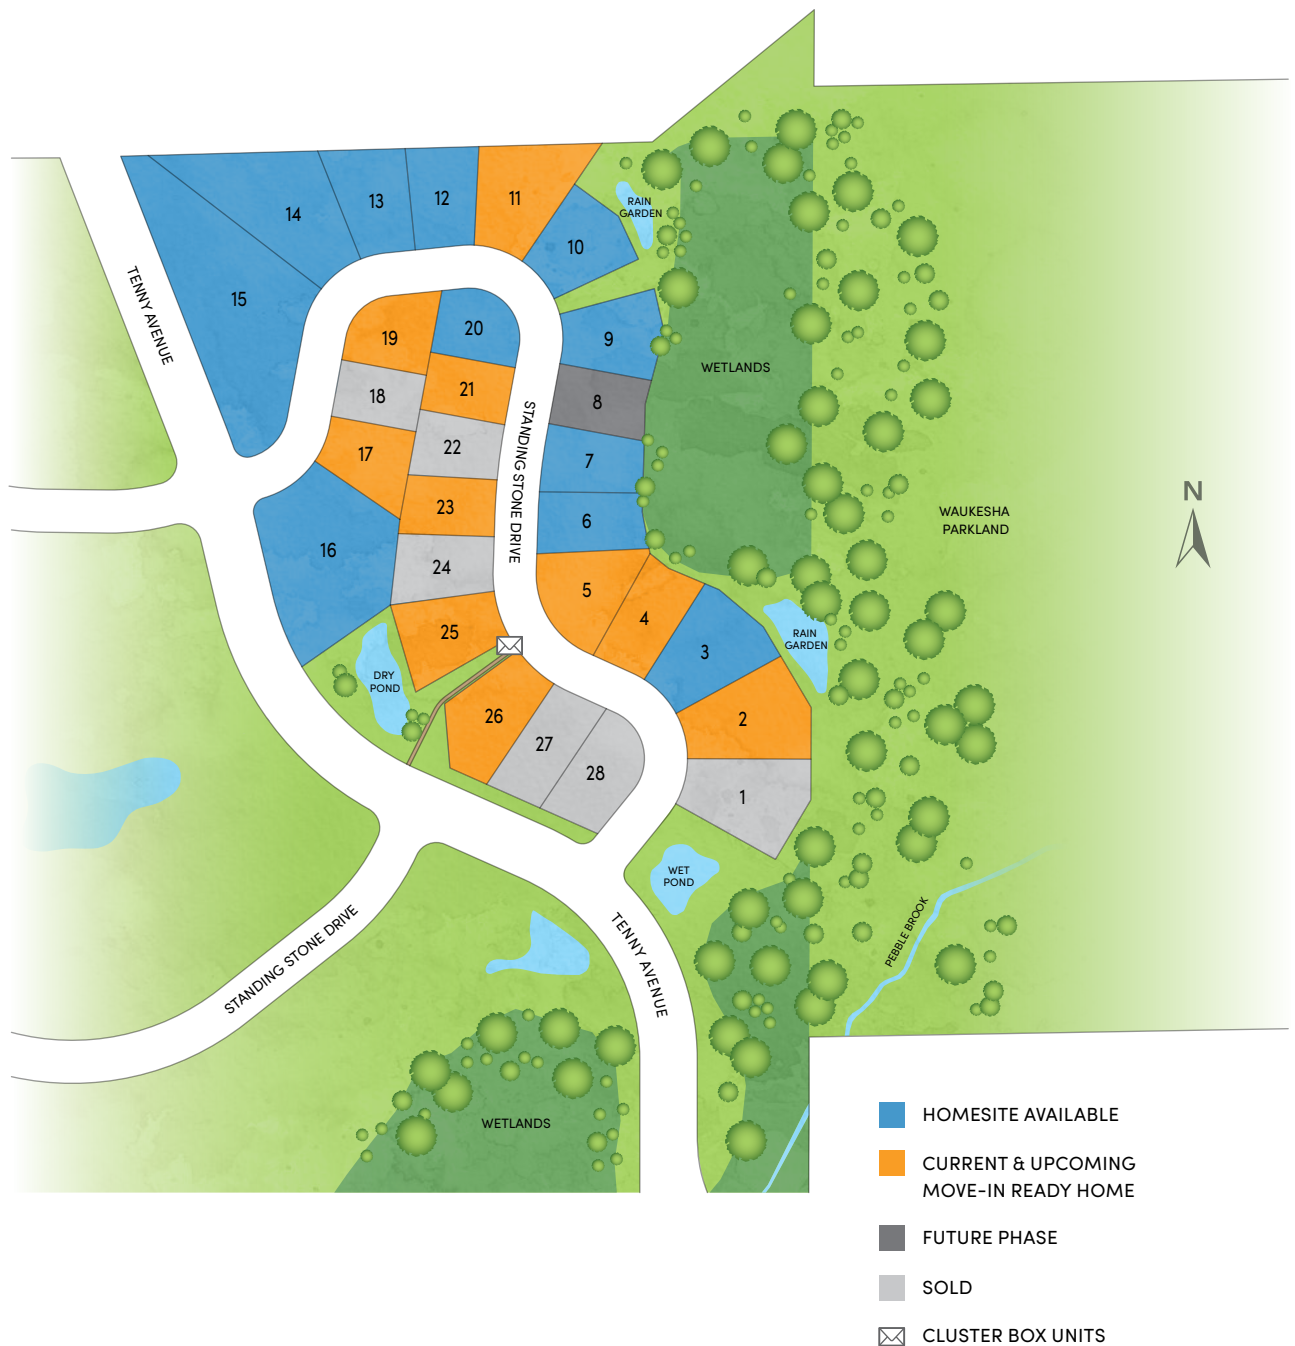 14
13
12
11
10
RAIN
GARDEN
15
TENNY AVENUE
19
20
9
WETLANDS
18
21
8
STANDING STONE DRIVE
17
22
7
23
6
16
24
5
4
25
3
RAIN
GARDEN
DRY
POND
26
27
28
2
1
WAUKESHA
PARKLAND
N
WET
POND
PEBBLE BROOK
STANDING STONE DRIVE
TENNY AVENUE
WETLANDS
HOMESITE AVAILABLE
CURRENT & UPCOMING
MOVE-IN READY HOME
FUTURE PHASE
SOLD
CLUSTER BOX UNITS